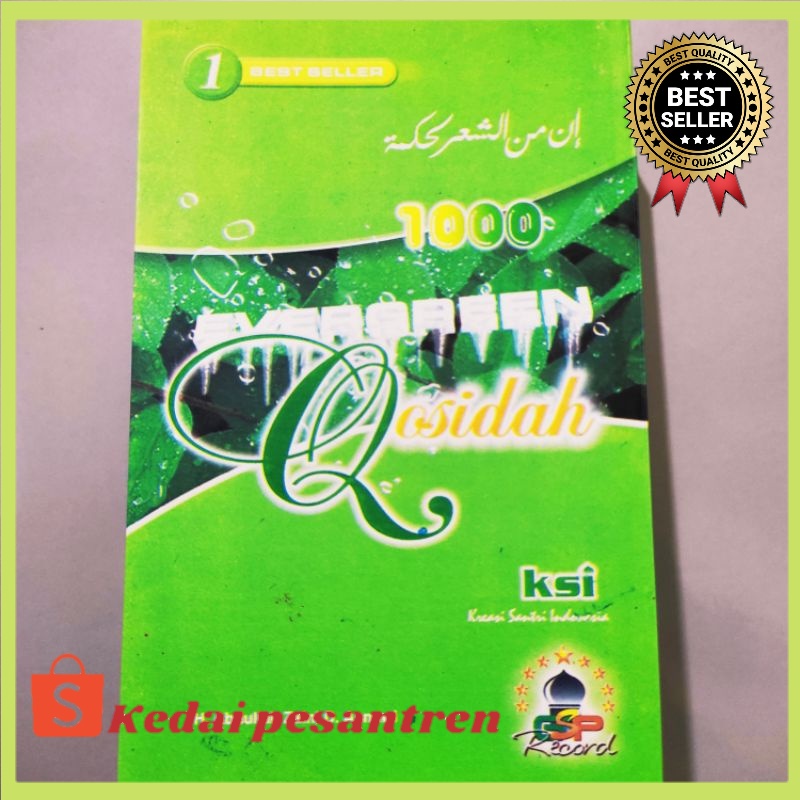 1 BEST SELLER
BEST QUALITY
BEST
SELLER
BEST QUALITY
إن من الشعر لحكمة
1000
EVERGREEN
Qosidah
ksi
Kreasi Santri Indonesia
S Kedai pesantren
GSP
Record